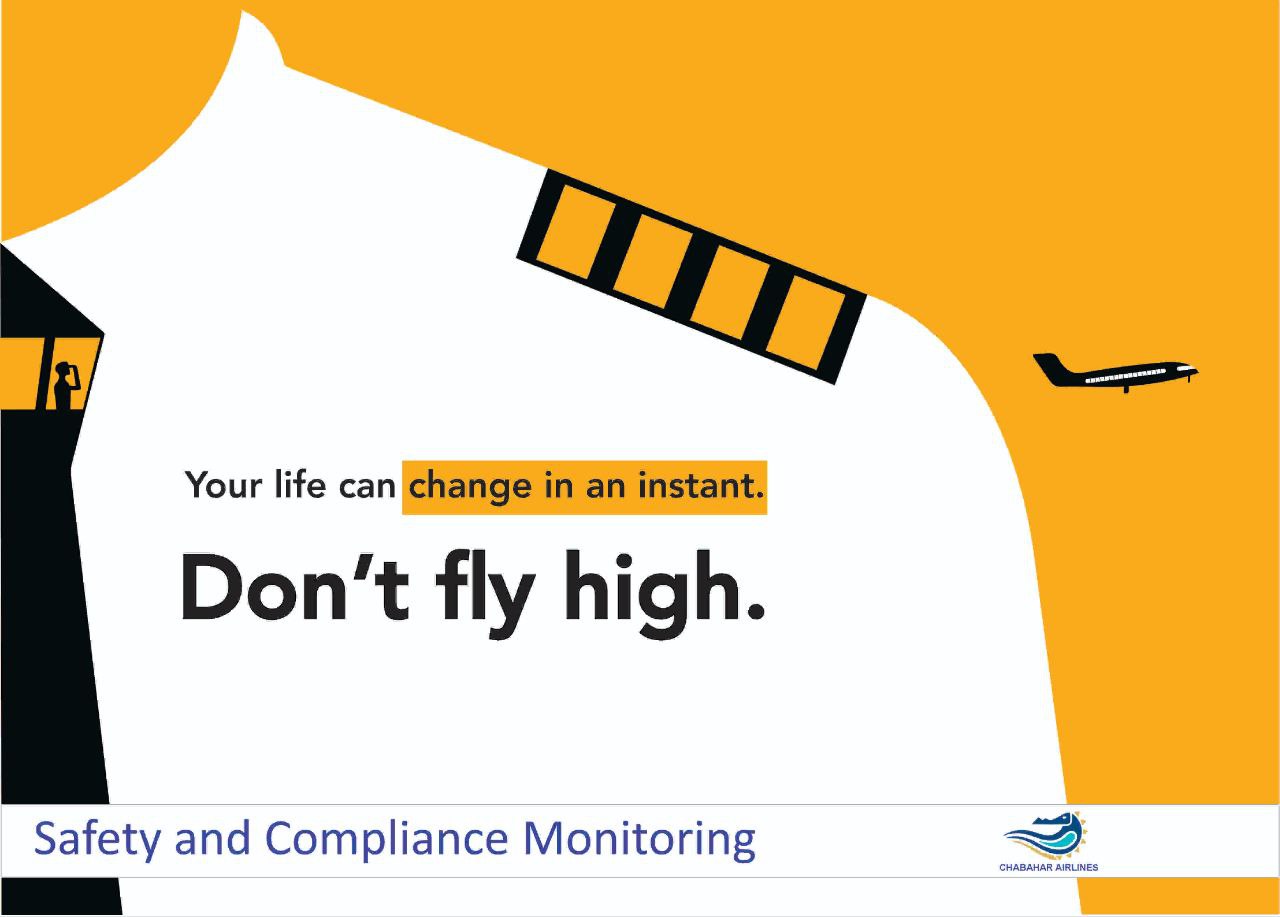 Your life can change in an instant.
Don't fly high.
Safety and Compliance Monitoring
CHABAHAR AIRLINES